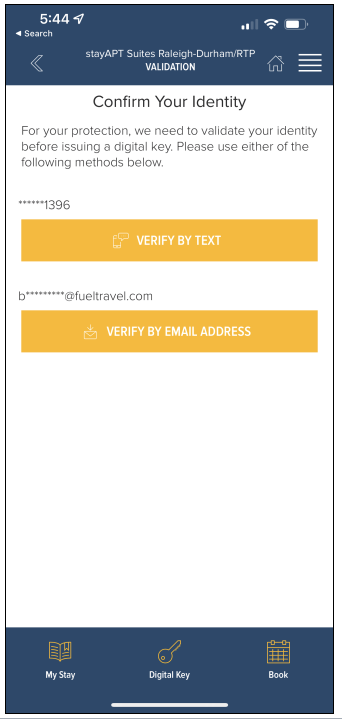 5:44
Search
stayAPT Suites Raleigh-Durham/RTP
VALIDATION
Confirm Your Identity
For your protection, we need to validate your identity
before issuing a digital key. Please use either of the
following methods below.
******1396
VERIFY BY TEXT
b*********@fueltravel.com
VERIFY BY EMAIL ADDRESS
My Stay
Digital Key
Book